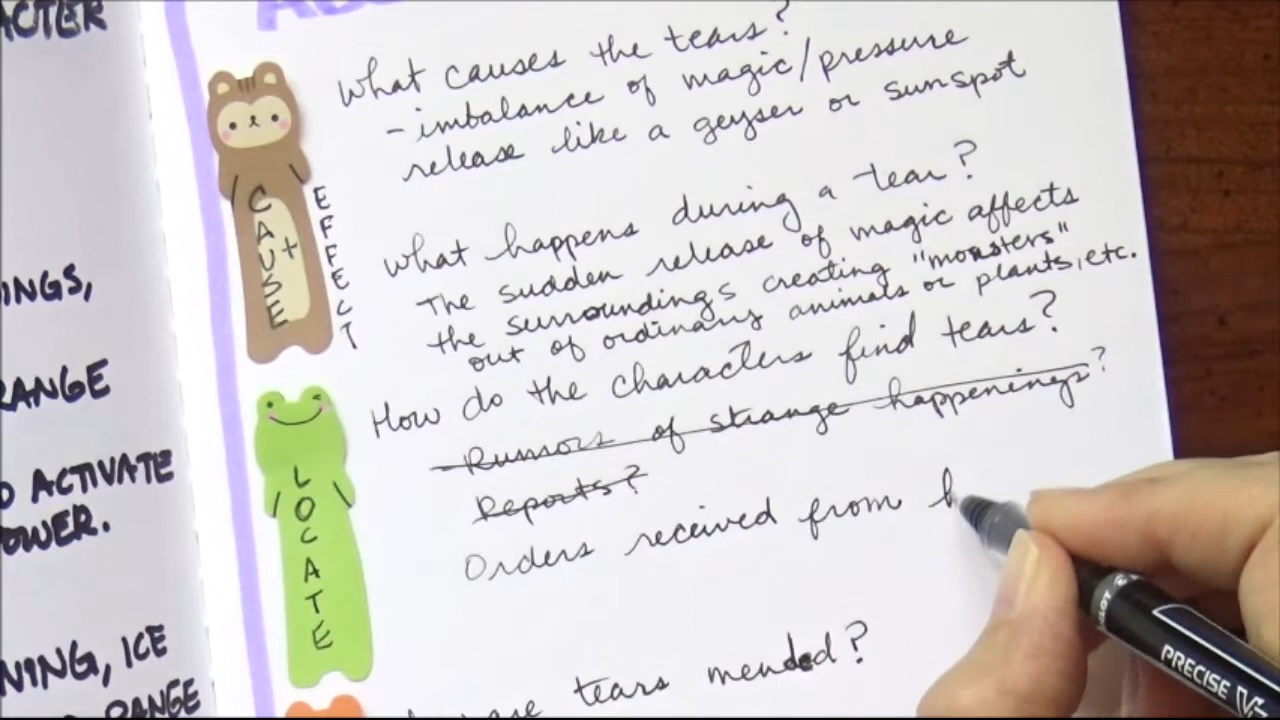 ACTER
INGS,
RANGE
O ACTIVATE
OWER.
NING, ICE
RANGE
What causes the tears?
- imbalance of magic/pressure
release like a geyser or sunspot
CAUSE
+
EFFECT
What happens during a tear?
The sudden release of magic affects
the surroundings creating "monsters"
out of ordinary animals or plants, etc.
How do the characters find tears?
- Rumors of strange happenings?
Reports?
LOCATE
Orders received from h
are tears mended?
PILOT
PRECISE V